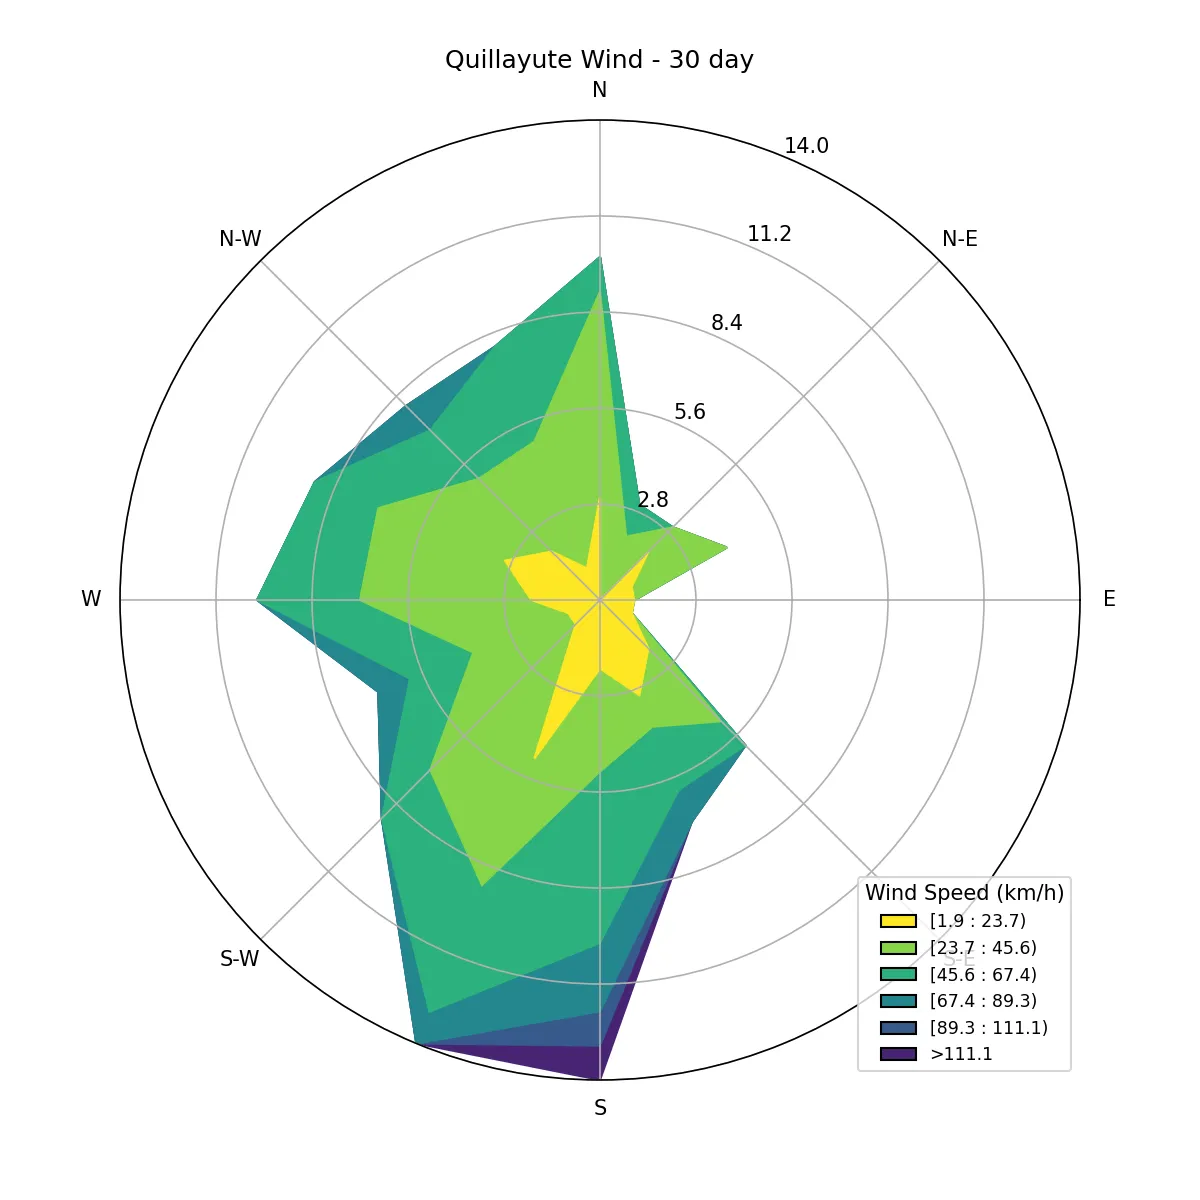 Quillayute Wind - 30 day
N
14.0
11.2
N-W
N-E
8.4
5.6
2.8
W
E
Wind Speed (km/h)
[1.9 : 23.7)
[23.7 : 45.6)
S-W
S-E
[45.6 : 67.4)
[67.4 : 89.3)
[89.3 : 111.1)
>111.1
S